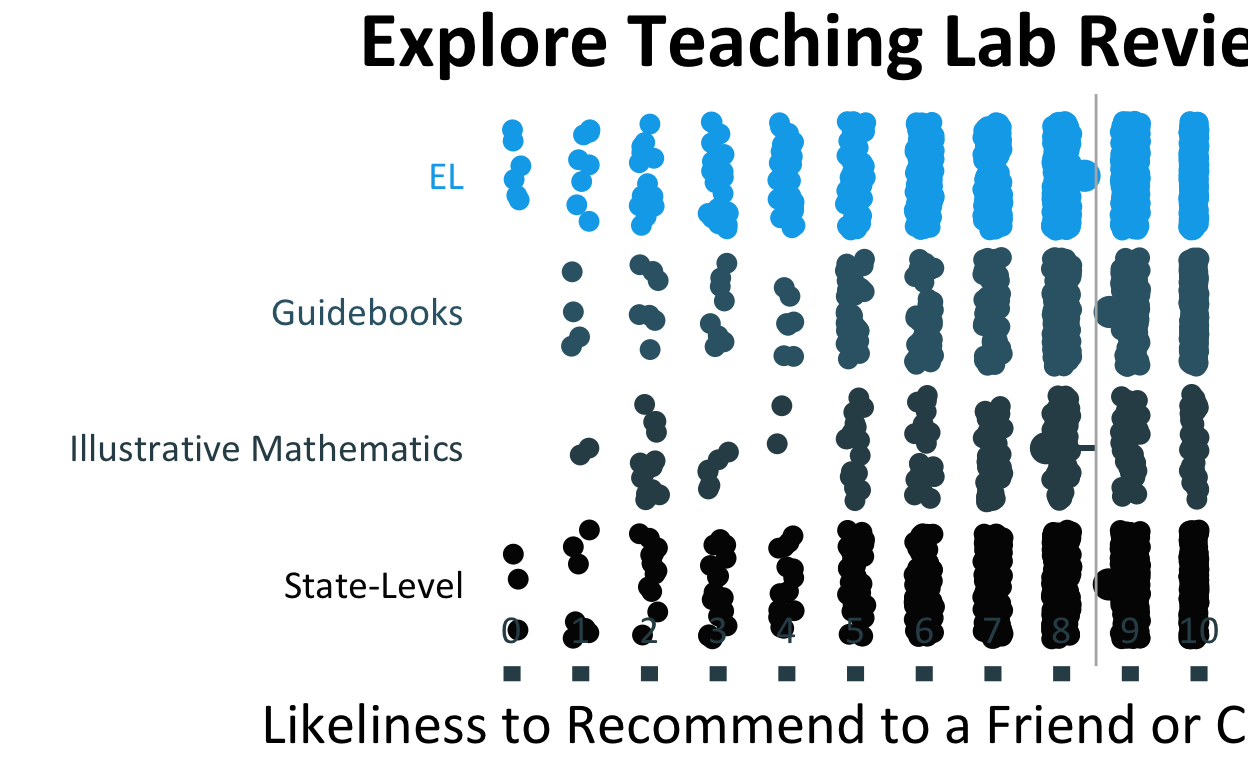 Explore Teaching Lab Revie
EL
Guidebooks
Illustrative Mathematics
State-Level
0 1 2 3 4 5 6 7 8 9 10
Likeliness to Recommend to a Friend or C